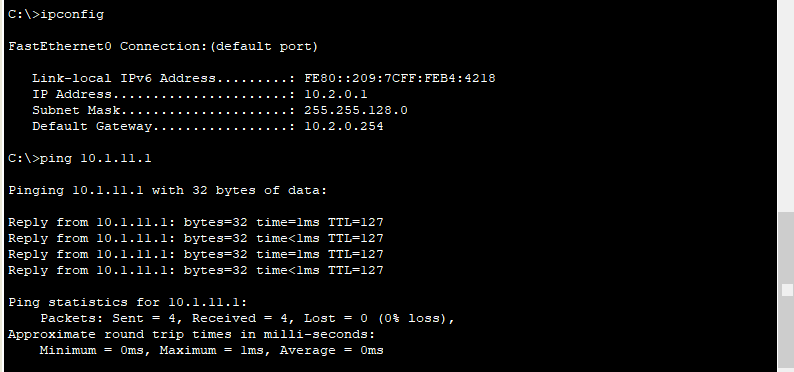 C:\>ipconfig
FastEthernet0 Connection:(default port)
Link-local IPv6 Address.........: FE80::209:7CFF:FEB4:4218
IP Address......................: 10.2.0.1
Subnet Mask.....................: 255.255.128.0
Default Gateway.................: 10.2.0.254
C:\>ping 10.1.11.1
Pinging 10.1.11.1 with 32 bytes of data:
Reply from 10.1.11.1: bytes=32 time=1ms TTL=127
Reply from 10.1.11.1: bytes=32 time<1ms TTL=127
Reply from 10.1.11.1: bytes=32 time=1ms TTL=127
Reply from 10.1.11.1: bytes=32 time<1ms TTL=127
Ping statistics for 10.1.11.1:
Packets: Sent = 4, Received = 4, Lost = 0 (0% loss),
Approximate round trip times in milli-seconds:
Minimum = 0ms, Maximum = 1ms, Average = 0ms